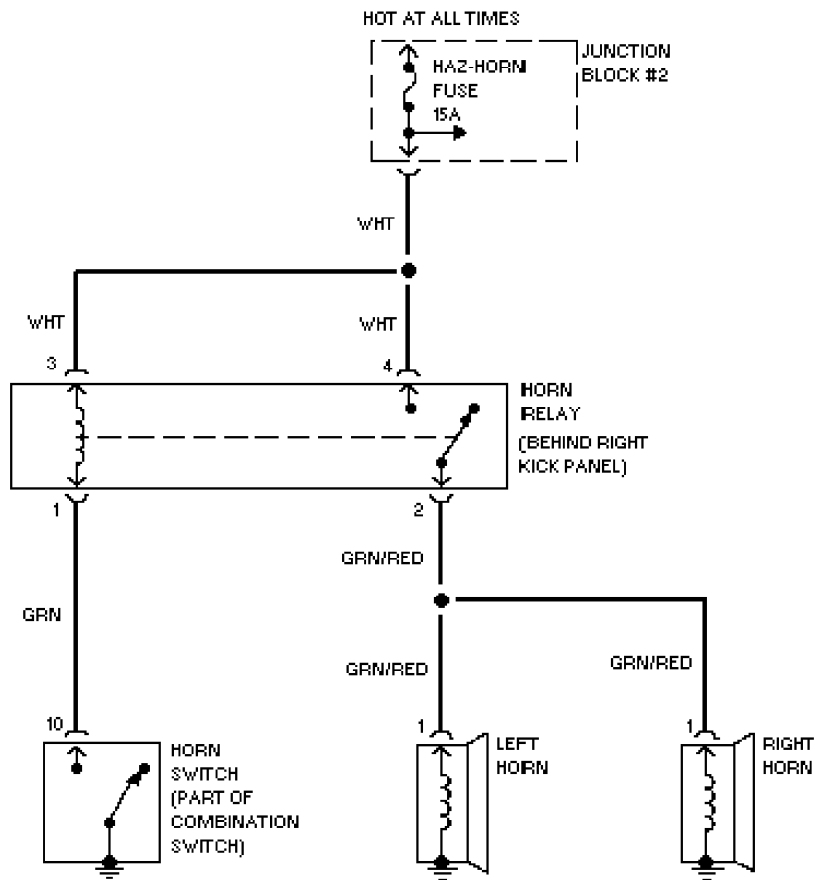 HOT AT ALL TIMES
JUNCTION
BLOCK #2
HAZ-HORN
FUSE
15A
WHT
WHT
WHT
3
4
HORN
RELAY
(BEHIND RIGHT
KICK PANEL)
1
2
GRN/RED
GRN
GRN/RED
GRN/RED
10
HORN
SWITCH
(PART OF
COMBINATION
SWITCH)
1
LEFT
HORN
1
RIGHT
HORN